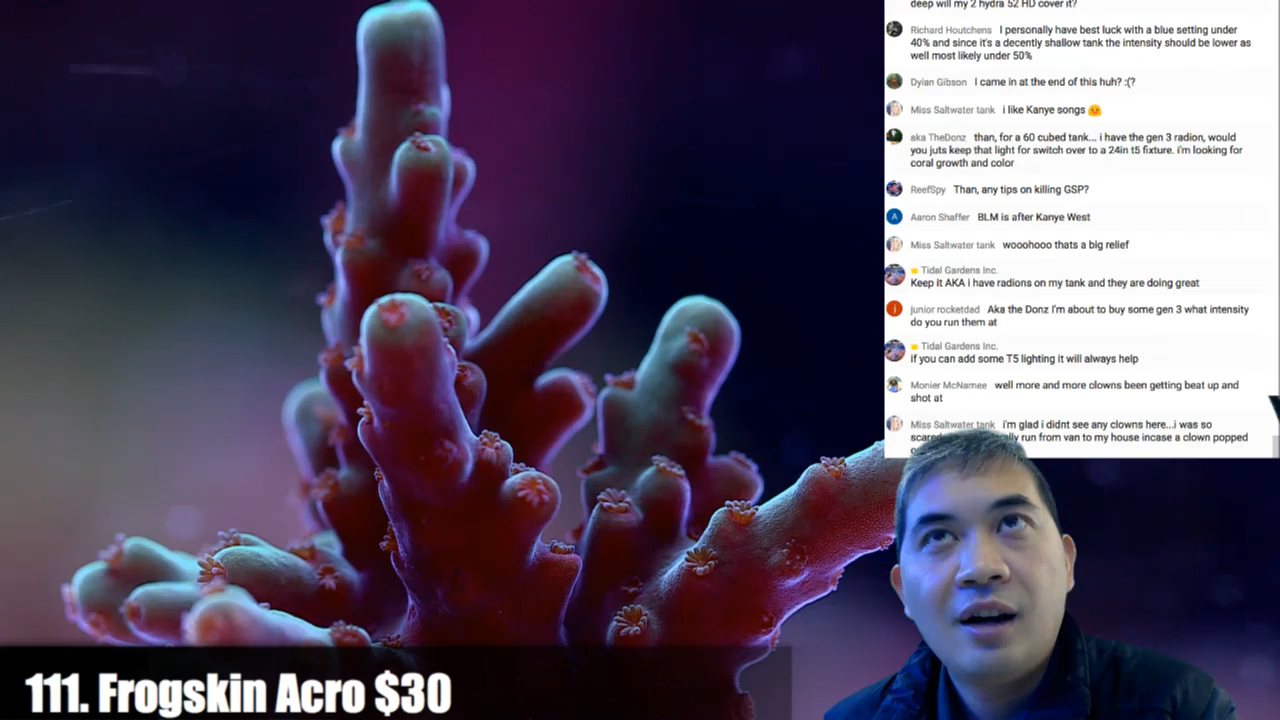 deep will my 2 hydra 52 HD cover it?
Richard Houtchens I personally have best luck with a blue setting under
40% and since it's a decently shallow tank the intensity should be lower as
well most likely under 50%
Dylan Gibson I came in at the end of this huh? :(?
Miss Saltwater tank i like Kanye songs
aka TheDonz than, for a 60 cubed tank... i have the gen 3 radion, would
you juts keep that light for switch over to a 24in t5 fixture. i'm looking for
coral growth and color
ReefSpy Than, any tips on killing GSP?
A Aaron Shaffer BLM is after Kanye West
Miss Saltwater tank wooohooo thats a big relief
Tidal Gardens Inc.
Keep It AKA i have radions on my tank and they are doing great
j junior rocketdad Aka the Donz I'm about to buy some gen 3 what intensity
do you run them at
Tidal Gardens Inc.
if you can add some T5 lighting it will always help
Monier McNamee well more and more clowns been getting beat up and
shot at
Miss Saltwater tank i'm glad i didnt see any clowns here...i was so
run from van to my house incase a clown popped
111. Frogskin Acro $30